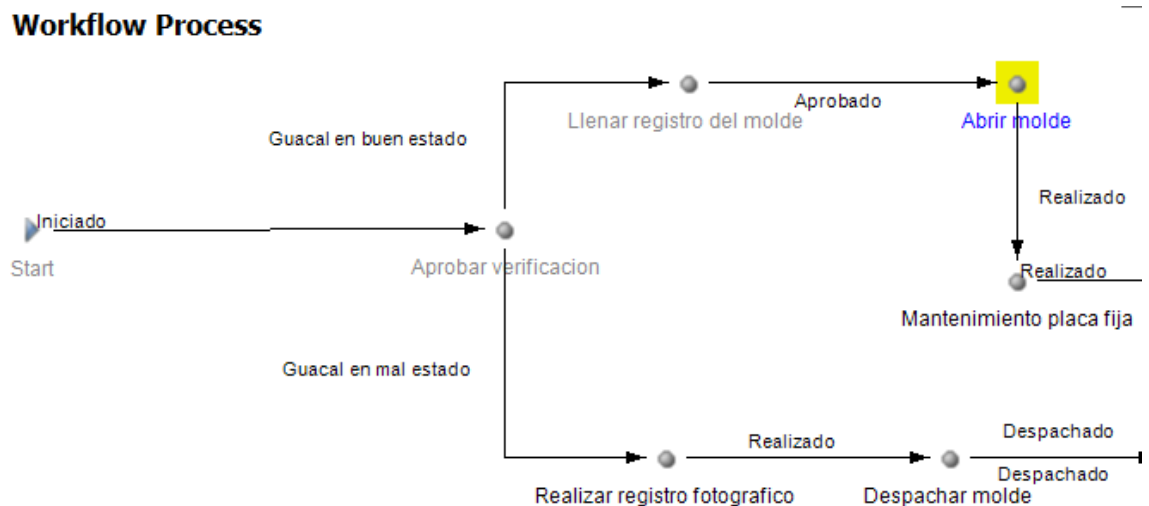 Workflow Process
Aprobado
Llenar registro del molde
Abrir molde
Guacal en buen estado
Realizado
Iniciado
Start
Aprobar verificacion
Realizado
Mantenimiento placa fija
Guacal en mal estado
Despachado
Realizado
Despachado
Realizar registro fotografico
Despachar molde